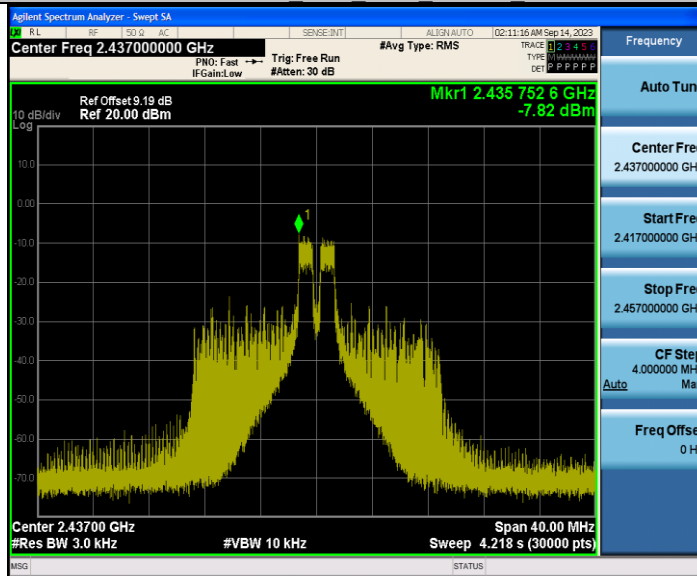 Agilent Spectrum Analyzer - Swept SA
RL RF 50 Ω AC SENSE:INT ALIGN AUTO 02:11:16 AM Sep 14, 2023
Center Freq 2.437000000 GHz #Avg Type: RMS TRACE 1 2 3 4 5 6
PNO: Fast Trig: Free Run TYPE M WWWWW
IFGain:Low #Atten: 30 dB DET P P P P P P
Ref Offset 9.19 dB
Ref 20.00 dBm
10 dB/div
Log
Mkr1 2.435 752 6 GHz
-7.82 dBm
1
10.0
0.00
-10.0
-20.0
-30.0
-40.0
-50.0
-60.0
-70.0
Center 2.43700 GHz Span 40.00 MHz
#Res BW 3.0 kHz #VBW 10 kHz Sweep 4.218 s (30000 pts)
MSG STATUS
Frequency
Auto Tun
Center Fre
2.437000000 GH
Start Fre
2.417000000 GH
Stop Fre
2.457000000 GH
CF Step
4.000000 MH
Auto Ma
Freq Offse
0 H